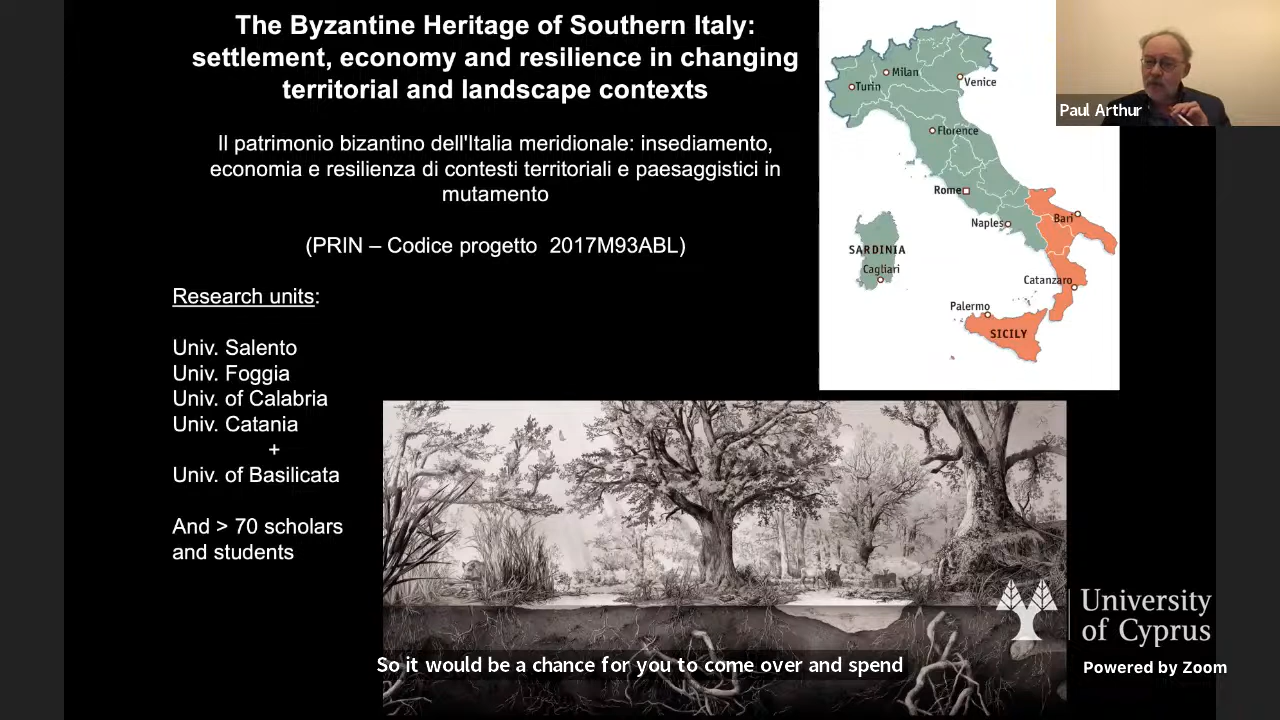 The Byzantine Heritage of Southern Italy:
settlement, economy and resilience in changing
territorial and landscape contexts
Il patrimonio bizantino dell'Italia meridionale: insediamento,
economia e resilienza di contesti territoriali e paesaggistici in
mutamento
(PRIN – Codice progetto 2017M93ABL)
Research units:
Univ. Salento
Univ. Foggia
Univ. of Calabria
Univ. Catania
+
Univ. of Basilicata
And > 70 scholars
and students
Milan
Turin
Venice
Florence
Rome
Naples
Bari
SARDINIA
Cagliari
Catanzaro
Palermo
SICILY
Paul Arthur
University
of Cyprus
So it would be a chance for you to come over and spend
Powered by Zoom